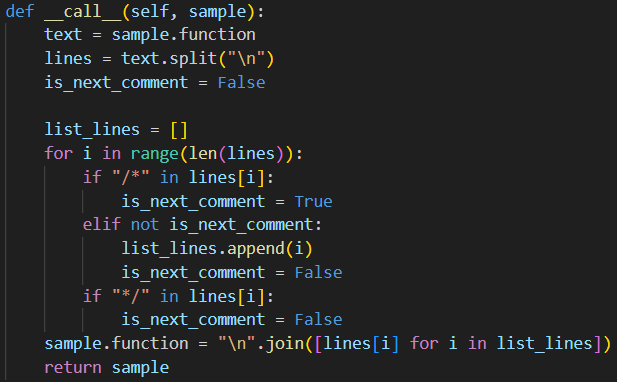 def __call__(self, sample):
    text = sample.function
    lines = text.split("\n")
    is_next_comment = False

    list_lines = []
    for i in range(len(lines)):
        if "/*" in lines[i]:
            is_next_comment = True
        elif not is_next_comment:
            list_lines.append(i)
            is_next_comment = False
        if "*/" in lines[i]:
            is_next_comment = False
    sample.function = "\n".join([lines[i] for i in list_lines])
    return sample